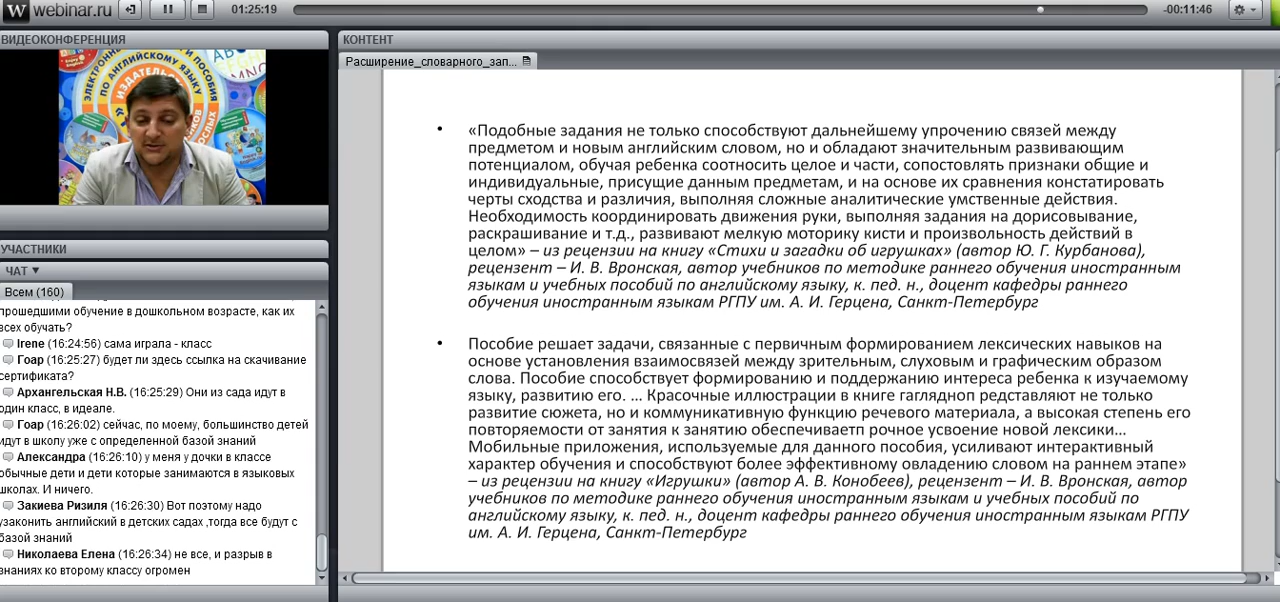 W webinar.ru
01:25:19
-00:11:46
ВИДЕОКОНФЕРЕНЦИЯ
ЭЛЕКТРОННЫЕ
ПОСОБИЯ
ПО АНГЛИЙСКОМУ ЯЗЫКУ
УЧАСТНИКИ
ЧАТ
Всем (160)
прошедшими обучение в дошкольном возрасте, как их
всех обучать?
Irene (16:24:56) сама играла - класс
Гоар (16:25:27) будет ли здесь ссылка на скачивание
сертификата?
Архангельская Н.В. (16:25:29) Они из сада идут в
один класс, в идеале.
Гоар (16:26:02) сейчас, по моему, большинство детей
идут в школу уже с определенной базой знаний
Александра (16:26:10) у меня у дочки в классе
обычные дети и дети которые занимаются в языковых
школах. И ничего.
Закиева Ризиля (16:26:30) Вот поэтому надо
узаконить английский в детских садах ,тогда все будут с
базой знаний
Николаева Елена (16:26:34) не все, и разрыв в
знаниях ко второму классу огромен
КОНТЕНТ
Расширение_словарного_зап...
• «Подобные задания не только способствуют дальнейшему упрочению связей между
предметом и новым английским словом, но и обладают значительным развивающим
потенциалом, обучая ребенка соотносить целое и части, сопоставлять признаки общие и
индивидуальные, присущие данным предметам, и на основе их сравнения констатировать
черты сходства и различия, выполняя сложные аналитические умственные действия.
Необходимость координировать движения руки, выполняя задания на дорисовывание,
раскрашивание и т.д., развивают мелкую моторику кисти и произвольность действий в
целом» – из рецензии на книгу «Стихи и загадки об игрушках» (автор Ю. Г. Курбанова),
рецензент – И. В. Вронская, автор учебников по методике раннего обучения иностранным
языкам и учебных пособий по английскому языку, к. пед. н., доцент кафедры раннего
обучения иностранным языкам РГПУ им. А. И. Герцена, Санкт-Петербург
• Пособие решает задачи, связанные с первичным формированием лексических навыков на
основе установления взаимосвязей между зрительным, слуховым и графическим образом
слова. Пособие способствует формированию и поддержанию интереса ребенка к изучаемому
языку, развитию его. ... Красочные иллюстрации в книге гаглядноп редставляют не только
развитие сюжета, но и коммуникативную функцию речевого материала, а высокая степень его
повторяемости от занятия к занятию обеспечиваетп рочное усвоение новой лексики...
Мобильные приложения, используемые для данного пособия, усиливают интерактивный
характер обучения и способствуют более эффективному овладению словом на раннем этапе»
– из рецензии на книгу «Игрушки» (автор А. В. Конобеев), рецензент – И. В. Вронская, автор
учебников по методике раннего обучения иностранным языкам и учебных пособий по
английскому языку, к. пед. н., доцент кафедры раннего обучения иностранным языкам РГПУ
им. А. И. Герцена, Санкт-Петербург